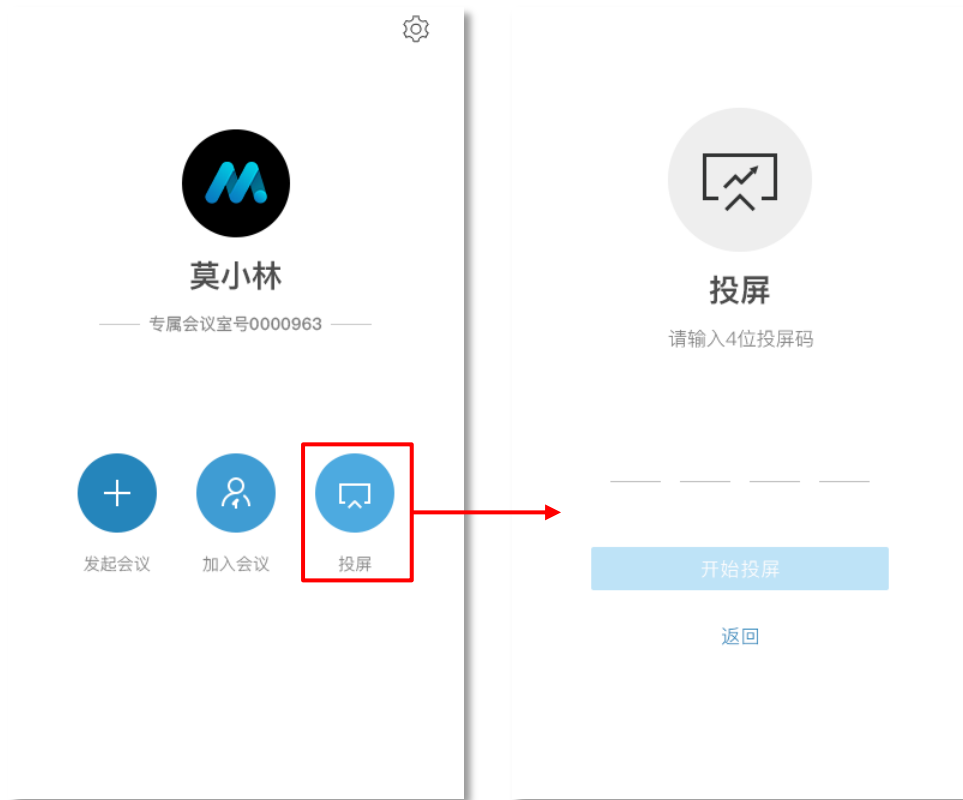 莫小林
专属会议室号0000963
发起会议
加入会议
投屏
投屏
请输入4位投屏码
开始投屏
返回